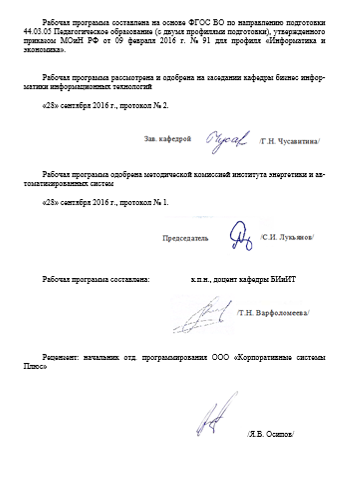 Рабочая программа составлена на основе ФГОС ВО по направлению подготовки
44.03.05 Педагогическое образование (с двумя профилями подготовки), утвержденного
приказом МОиН РФ от 09 февраля 2016 г. № 91 для профиля «Информатика и
экономика».
Рабочая программа рассмотрена и одобрена на заседании кафедры бизнес инфор-
матики информационных технологий
«28» сентября 2016 г., протокол № 2.
Зав. кафедрой /Г.Н. Чусавитина/
Рабочая программа одобрена методической комиссией института энергетики и ав-
томатизированных систем
«28» сентября 2016 г., протокол № 1.
Председатель /С.И. Лукьянов/
Рабочая программа составлена: к.п.н., доцент кафедры БИиИТ
/Т.Н. Варфоломеева/
Рецензент: начальник отд. программирования ООО «Корпоративные системы
Плюс»
/Я.В. Осипов/